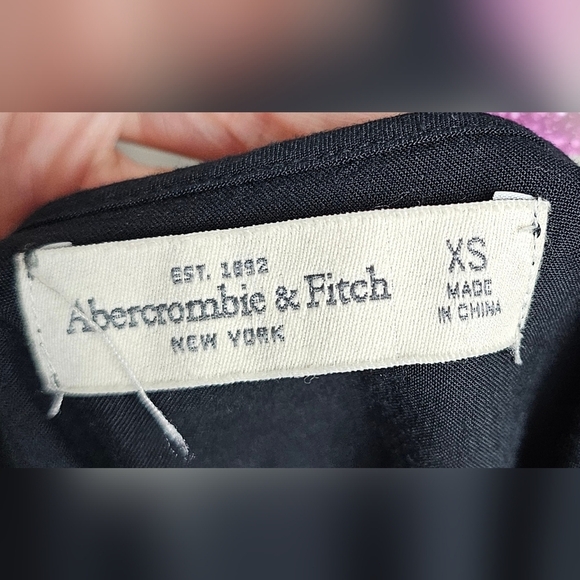 EST. 1892
Abercrombie & Fitch
NEW YORK
XS
MADE
IN CHINA